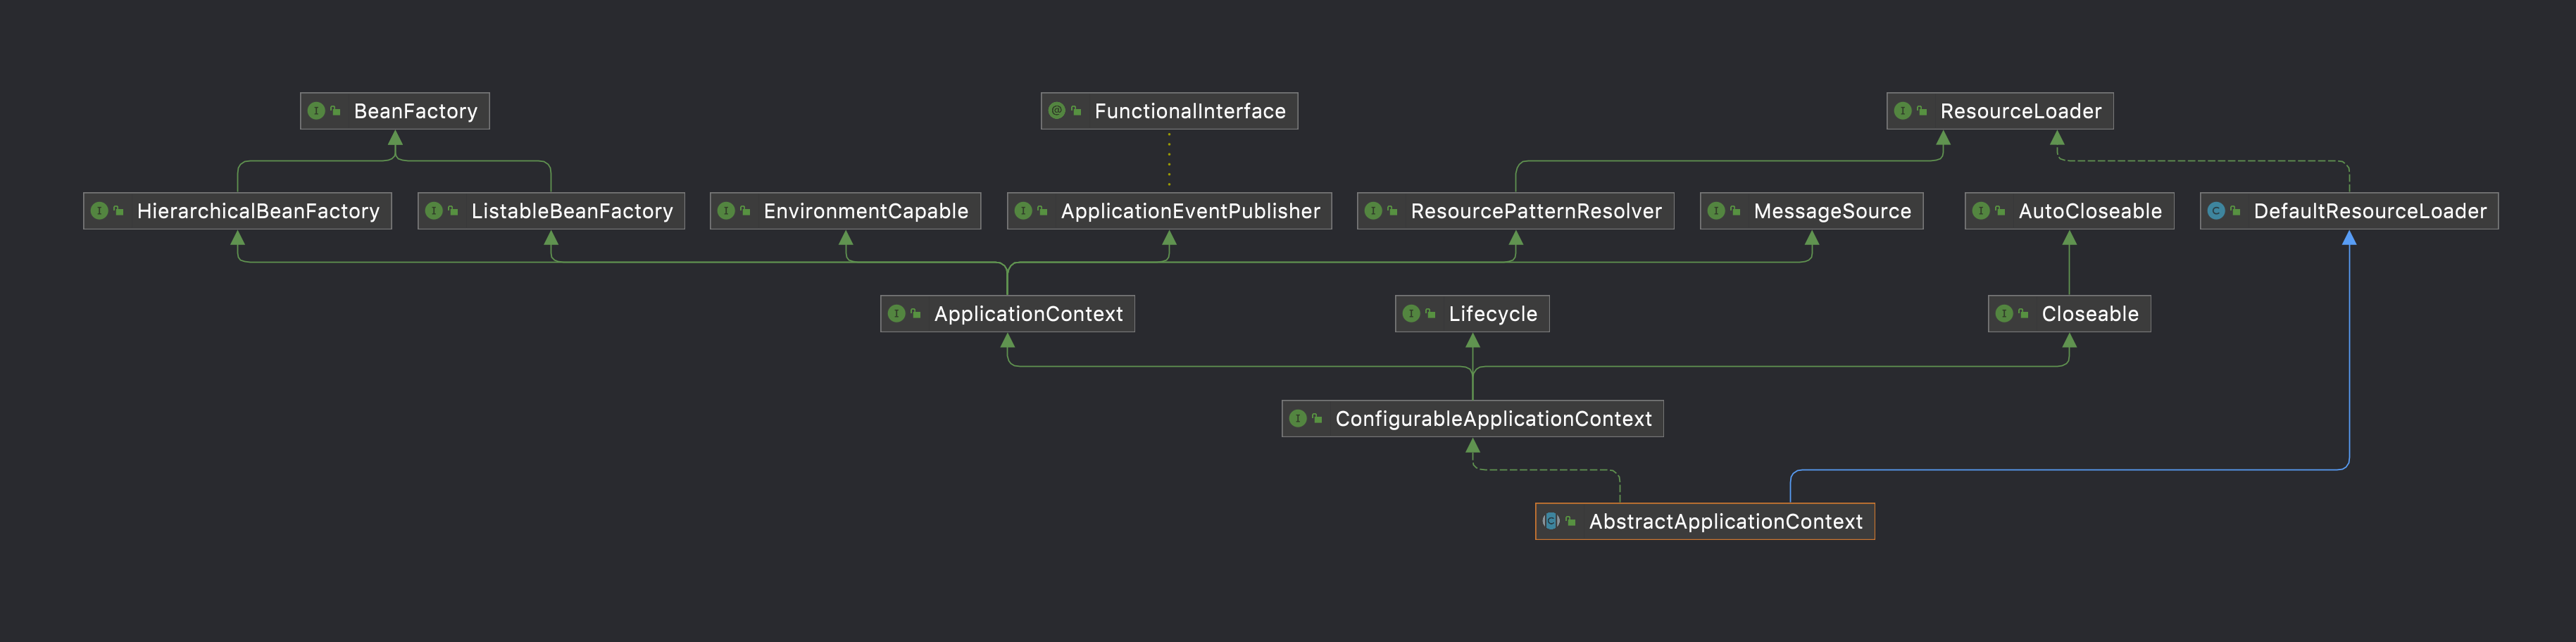 BeanFactory
FunctionalInterface
ResourceLoader
HierarchicalBeanFactory
ListableBeanFactory
EnvironmentCapable
ApplicationEventPublisher
ResourcePatternResolver
MessageSource
AutoCloseable
DefaultResourceLoader
ApplicationContext
Lifecycle
Closeable
ConfigurableApplicationContext
AbstractApplicationContext